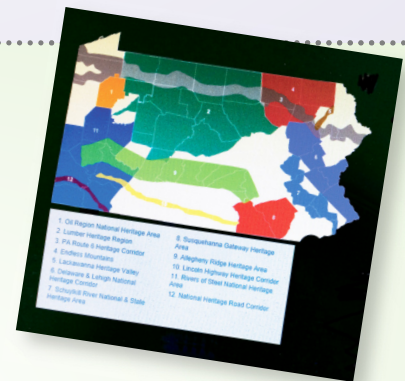 1 Oil Region National Heritage Area
2 Lumber Heritage Region
3 PA Route 6 Heritage Corridor
4 Endless Mountains
5 Lackawanna Heritage Valley
6 Delaware & Lehigh National
Heritage Corridor
7 Schuylkill River National & State
Heritage Area
8 Susquehanna Gateway Heritage
Area
9 Allegheny Ridge Heritage Area
10 Lincoln Highway Heritage Corridor
11 Rivers of Steel National Heritage
Area
12 National Heritage Road Corridor